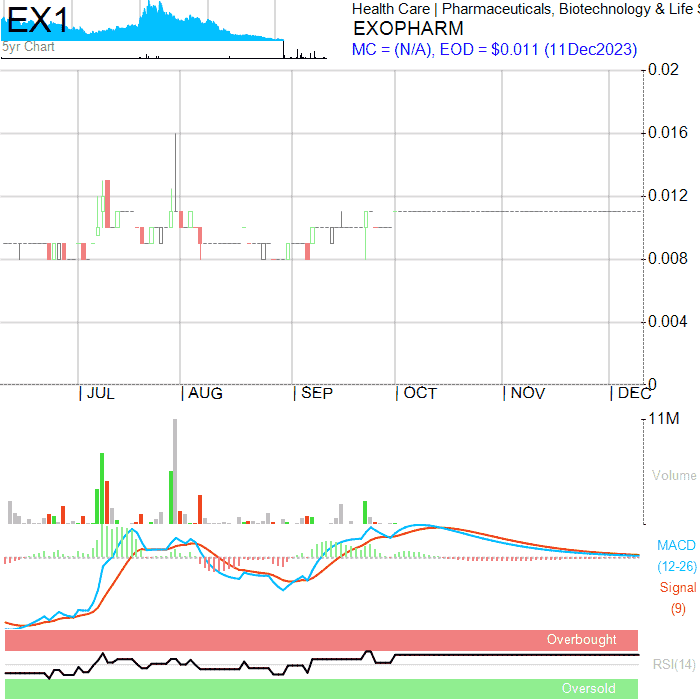 EX1
5yr Chart
Health Care | Pharmaceuticals, Biotechnology & Life S
EXOPHARM
MC = (N/A), EOD = $0.011 (11Dec2023)
0.02
0.016
0.012
0.008
0.004
0
| JUL | AUG | SEP | OCT | NOV | DEC
11M
Volume
MACD
(12-26)
Signal
(9)
Overbought
RSI(14)
Oversold